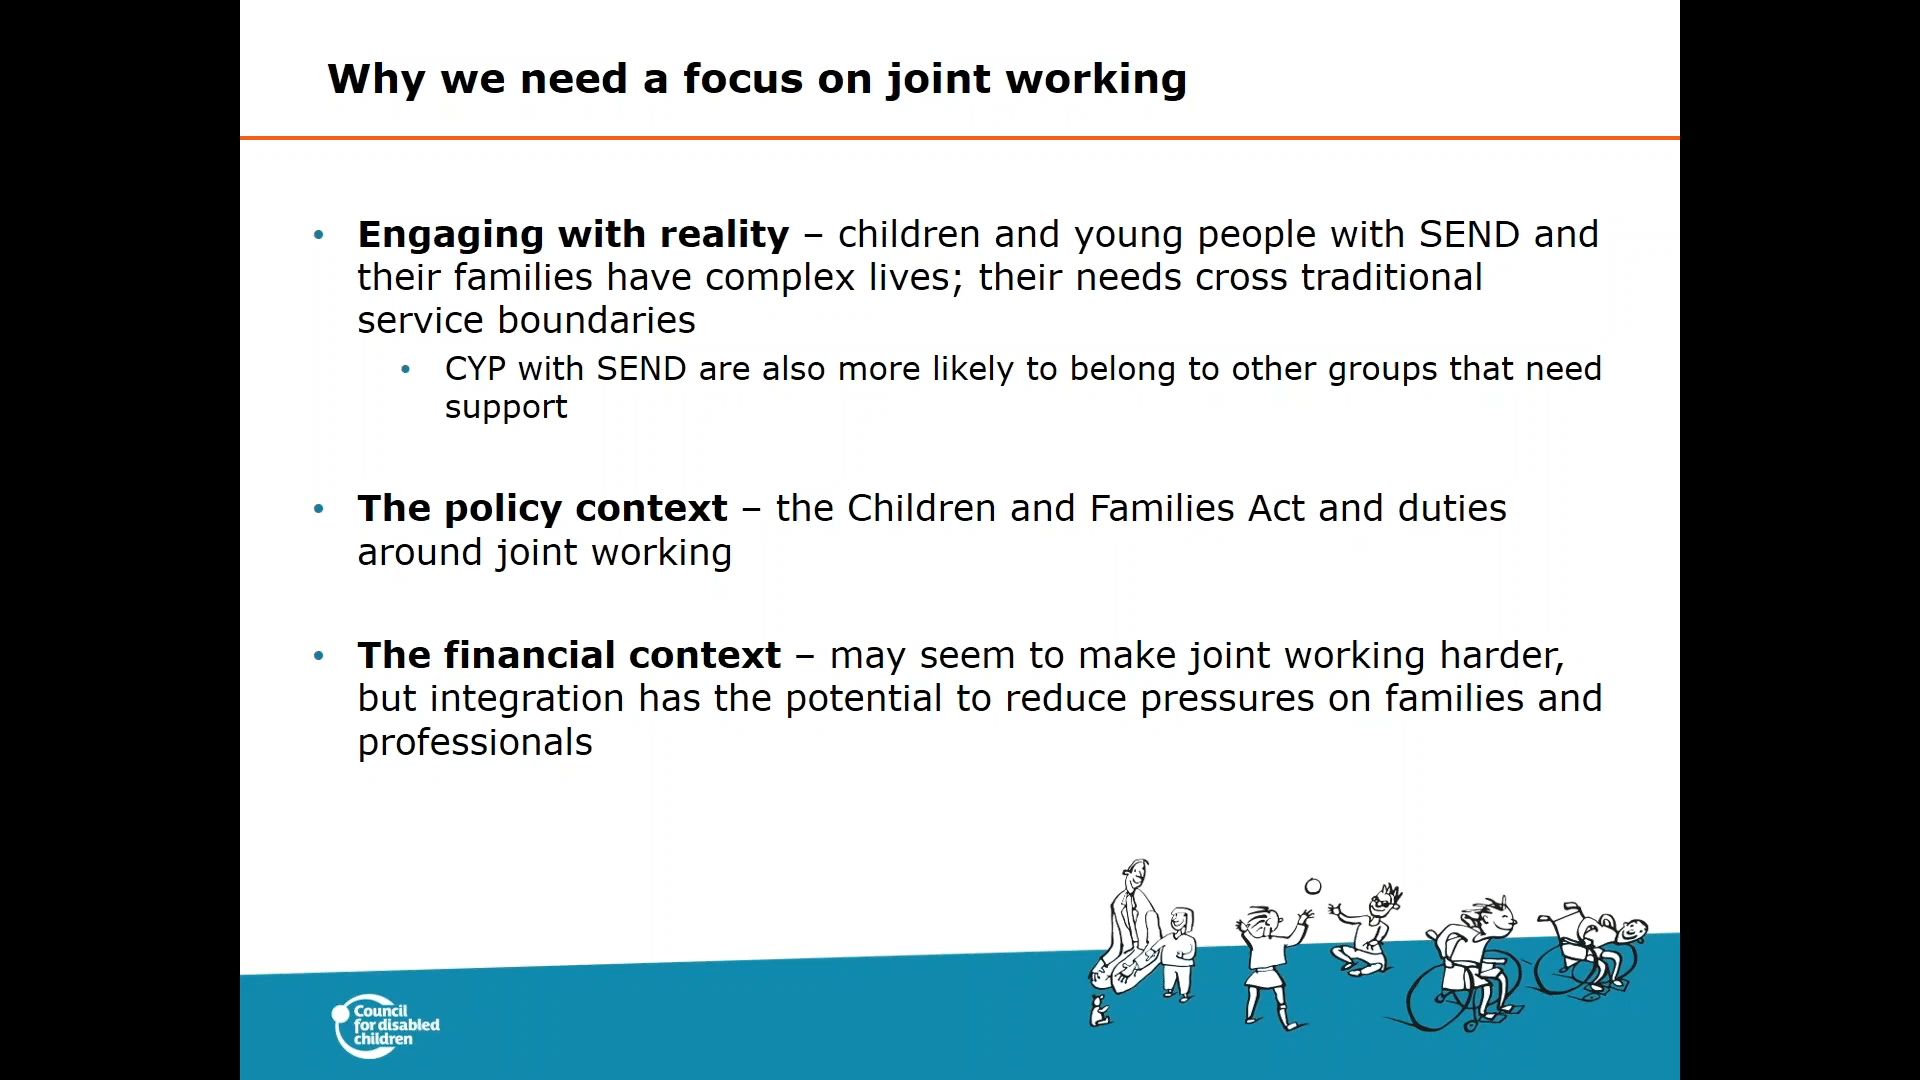 Why we need a focus on joint working
• Engaging with reality – children and young people with SEND and
their families have complex lives; their needs cross traditional
service boundaries
• CYP with SEND are also more likely to belong to other groups that need
support
• The policy context – the Children and Families Act and duties
around joint working
• The financial context – may seem to make joint working harder,
but integration has the potential to reduce pressures on families and
professionals
Council
for disabled
children